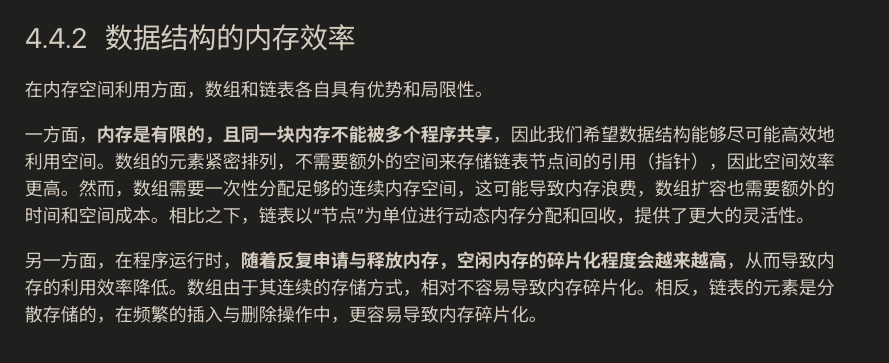 4.4.2 数据结构的内存效率
在内存空间利用方面，数组和链表各自具有优势和局限性。
一方面，内存是有限的，且同一块内存不能被多个程序共享，因此我们希望数据结构能够尽可能高效地
利用空间。数组的元素紧密排列，不需要额外的空间来存储链表节点间的引用（指针），因此空间效率
更高。然而，数组需要一次性分配足够的连续内存空间，这可能导致内存浪费，数组扩容也需要额外的
时间和空间成本。相比之下，链表以“节点”为单位进行动态内存分配和回收，提供了更大的灵活性。
另一方面，在程序运行时，随着反复申请与释放内存，空闲内存的碎片化程度会越来越高，从而导致内
存的利用效率降低。数组由于其连续的存储方式，相对不容易导致内存碎片化。相反，链表的元素是分
散存储的，在频繁的插入与删除操作中，更容易导致内存碎片化。